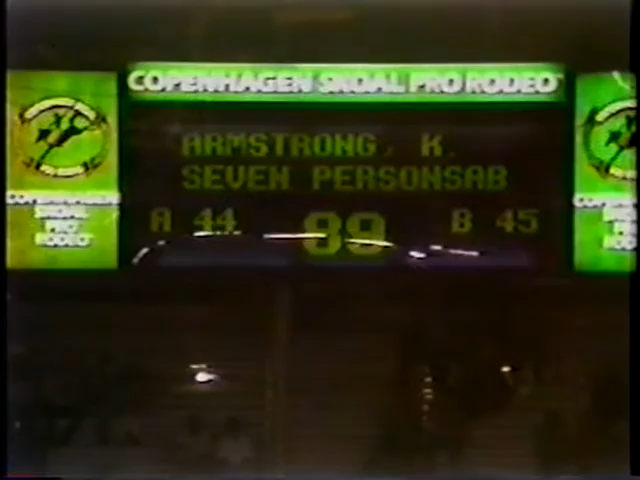 COPENHAGEN SKOAL PRO RODEO
ARMSTRONG, K.
SEVEN PERSONSAB
A 44 89 B 45
COPENHAGEN
SKOAL
PRO
RODEO